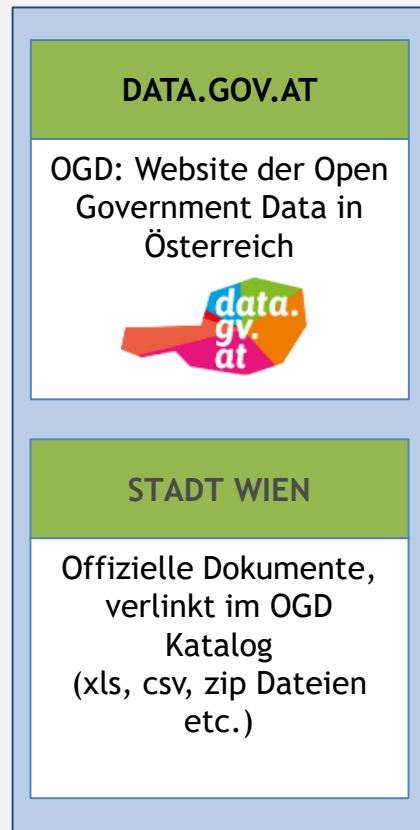 DATA.GOV.AT
OGD: Website der Open
Government Data in
Österreich
data.
gv.
at
STADT WIEN
Offizielle Dokumente,
verlinkt im OGD
Katalog
(xls, csv, zip Dateien
etc.)